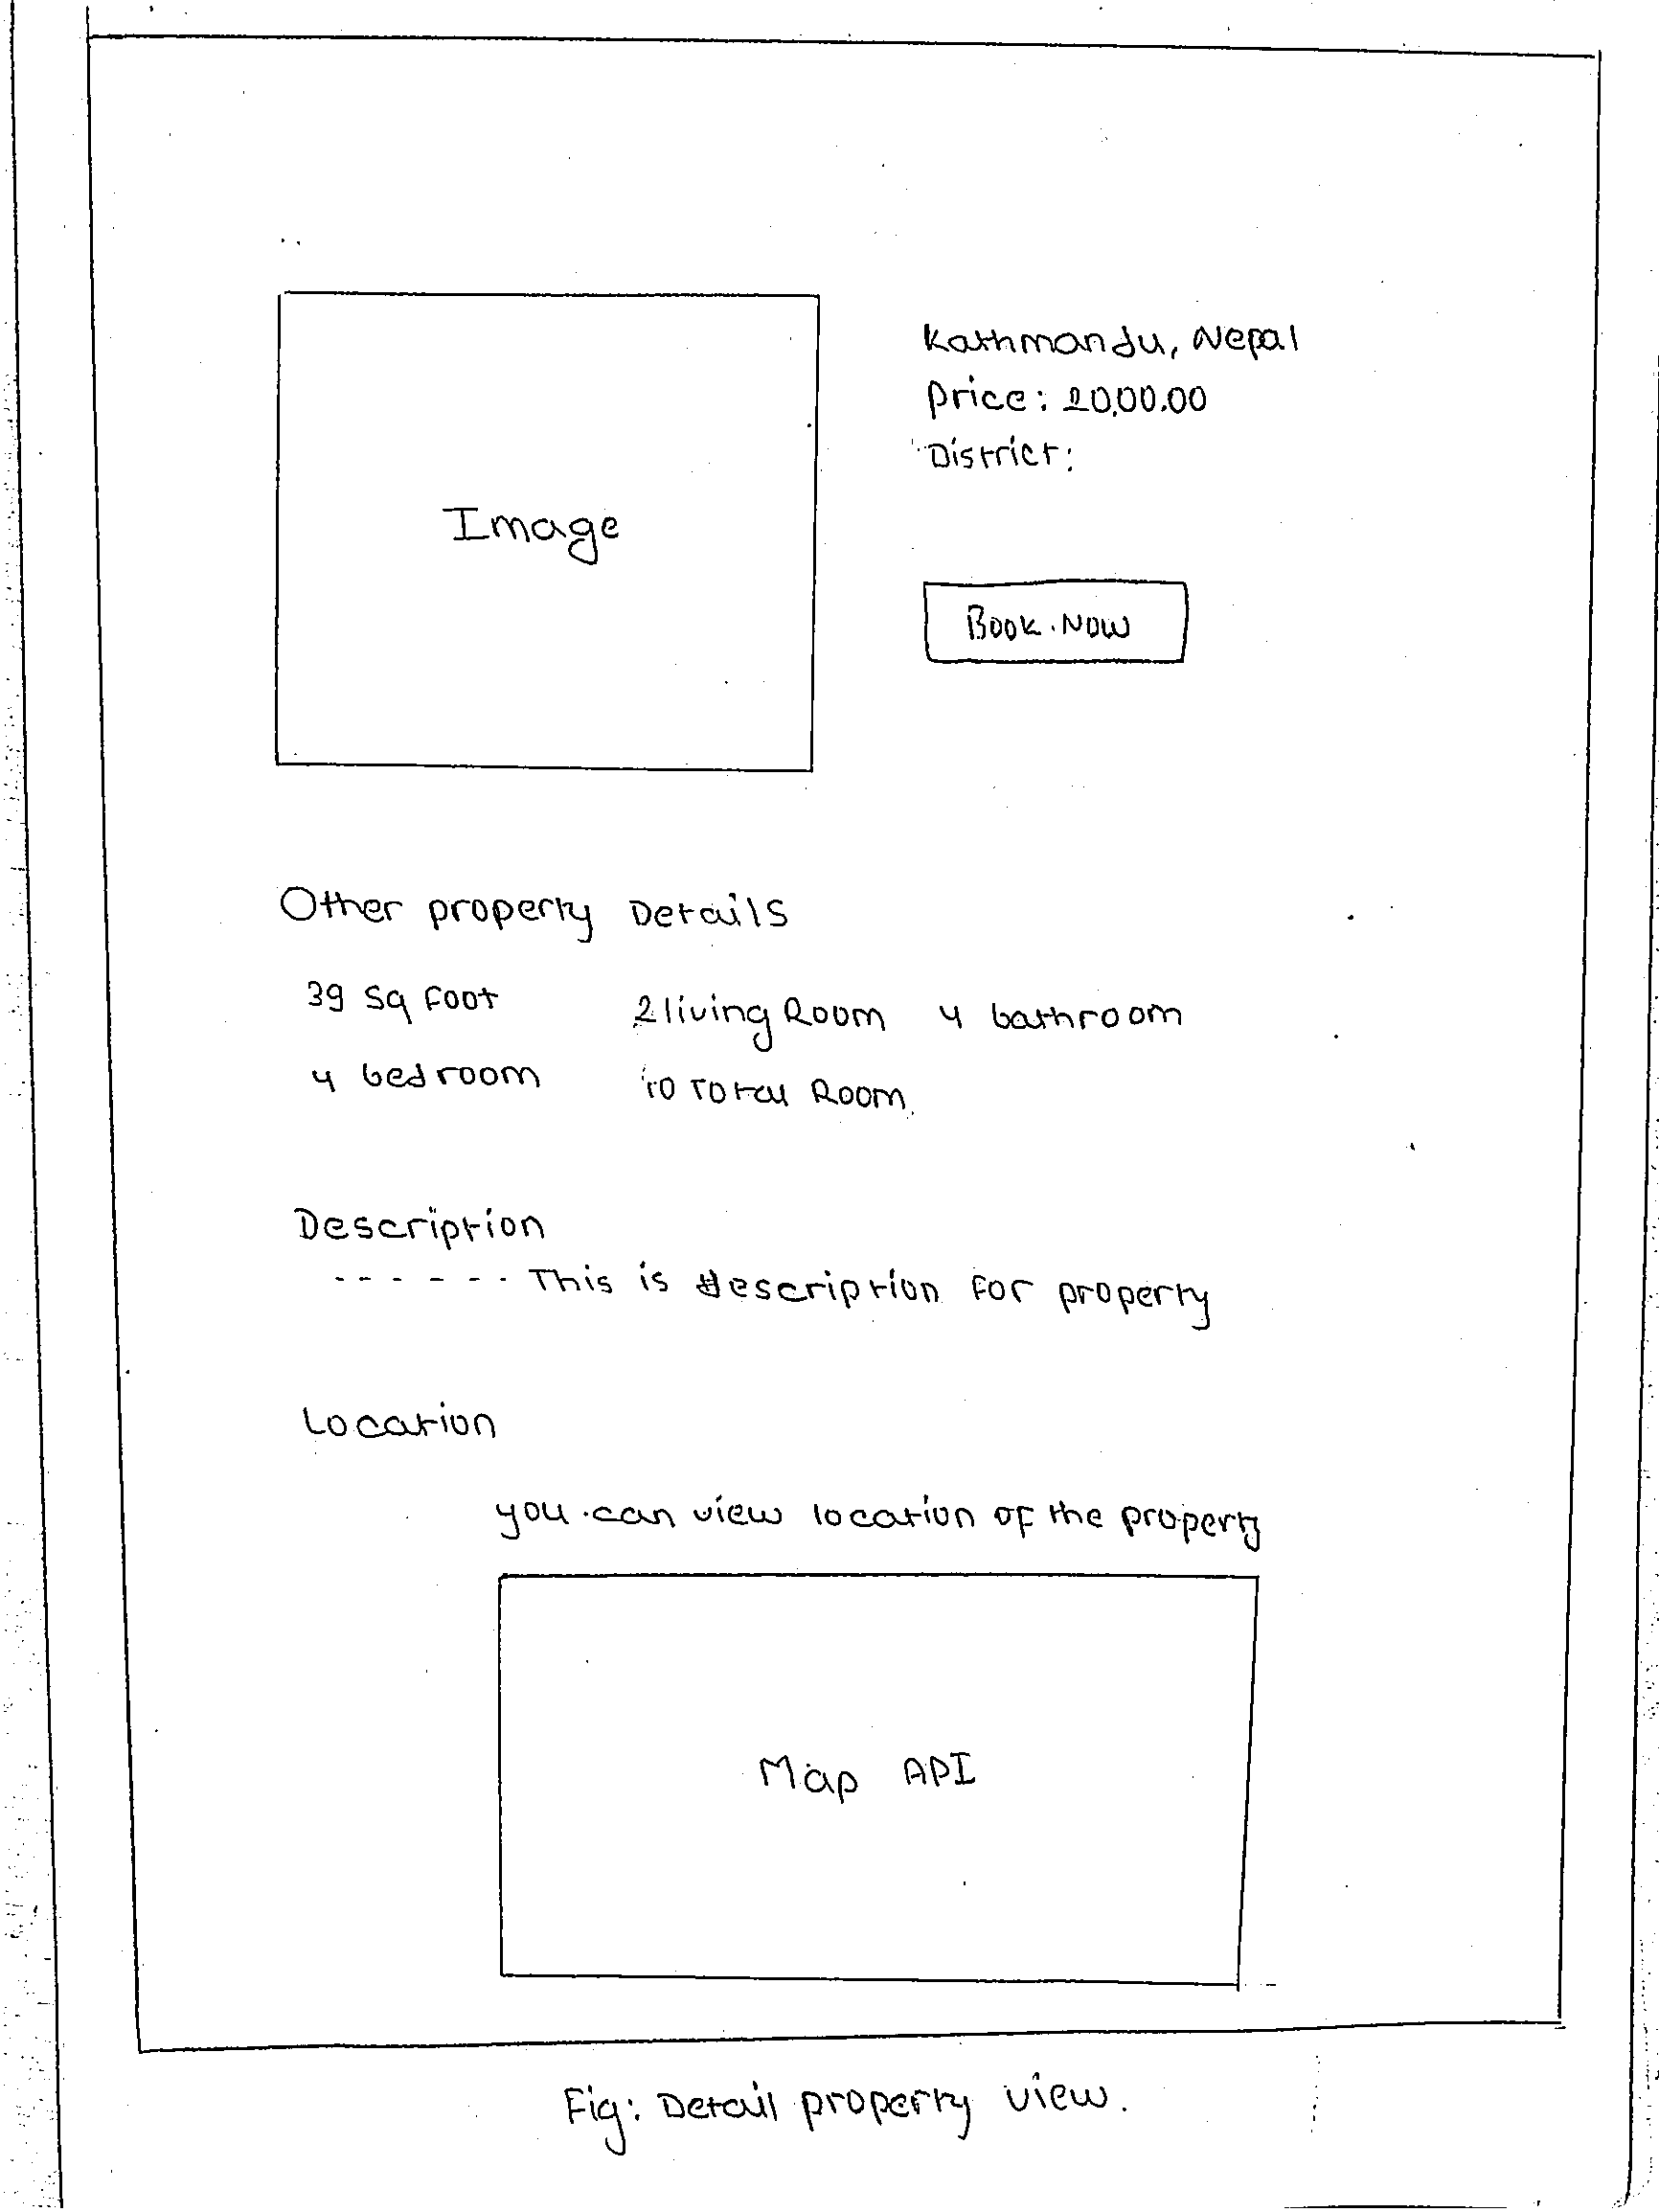 Kathmandu, Nepal
Price: 20,00.00
District:
Image
Book Now
Other property Details
39 sq foot 2 living Room 4 bathroom
4 bedroom 10 Total Room
Description
- - - - - - This is description for property
Location
you can view location of the property
Map API
Fig: Detail property view.